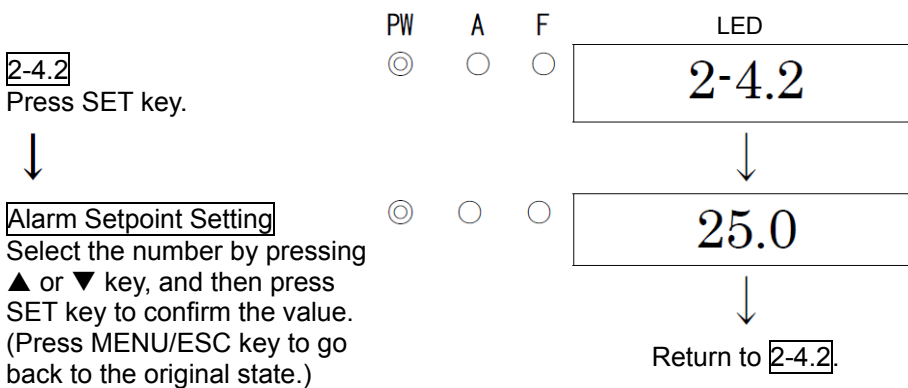 PW A F LED
2-4.2
Press SET key.
2-4.2
↓
↓
Alarm Setpoint Setting
Select the number by pressing
▲ or ▼ key, and then press
SET key to confirm the value.
(Press MENU/ESC key to go
back to the original state.)
25.0
↓
Return to 2-4.2.